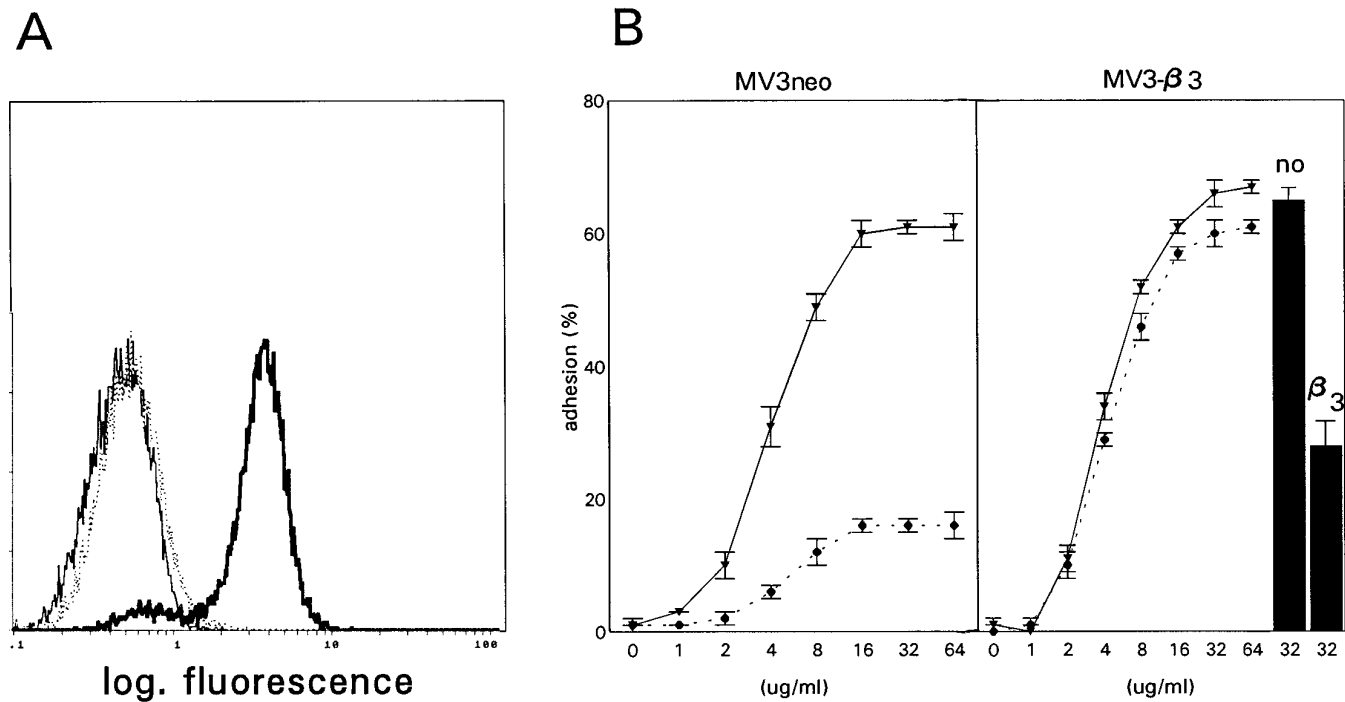 A
B
MV3neo
MV3-β3
80
60
40
20
0
adhesion (%)
no
β3
.1 1 10 100
log. fluorescence
0 1 2 4 8 16 32 64
(ug/ml)
0 1 2 4 8 16 32 64 32 32
(ug/ml)